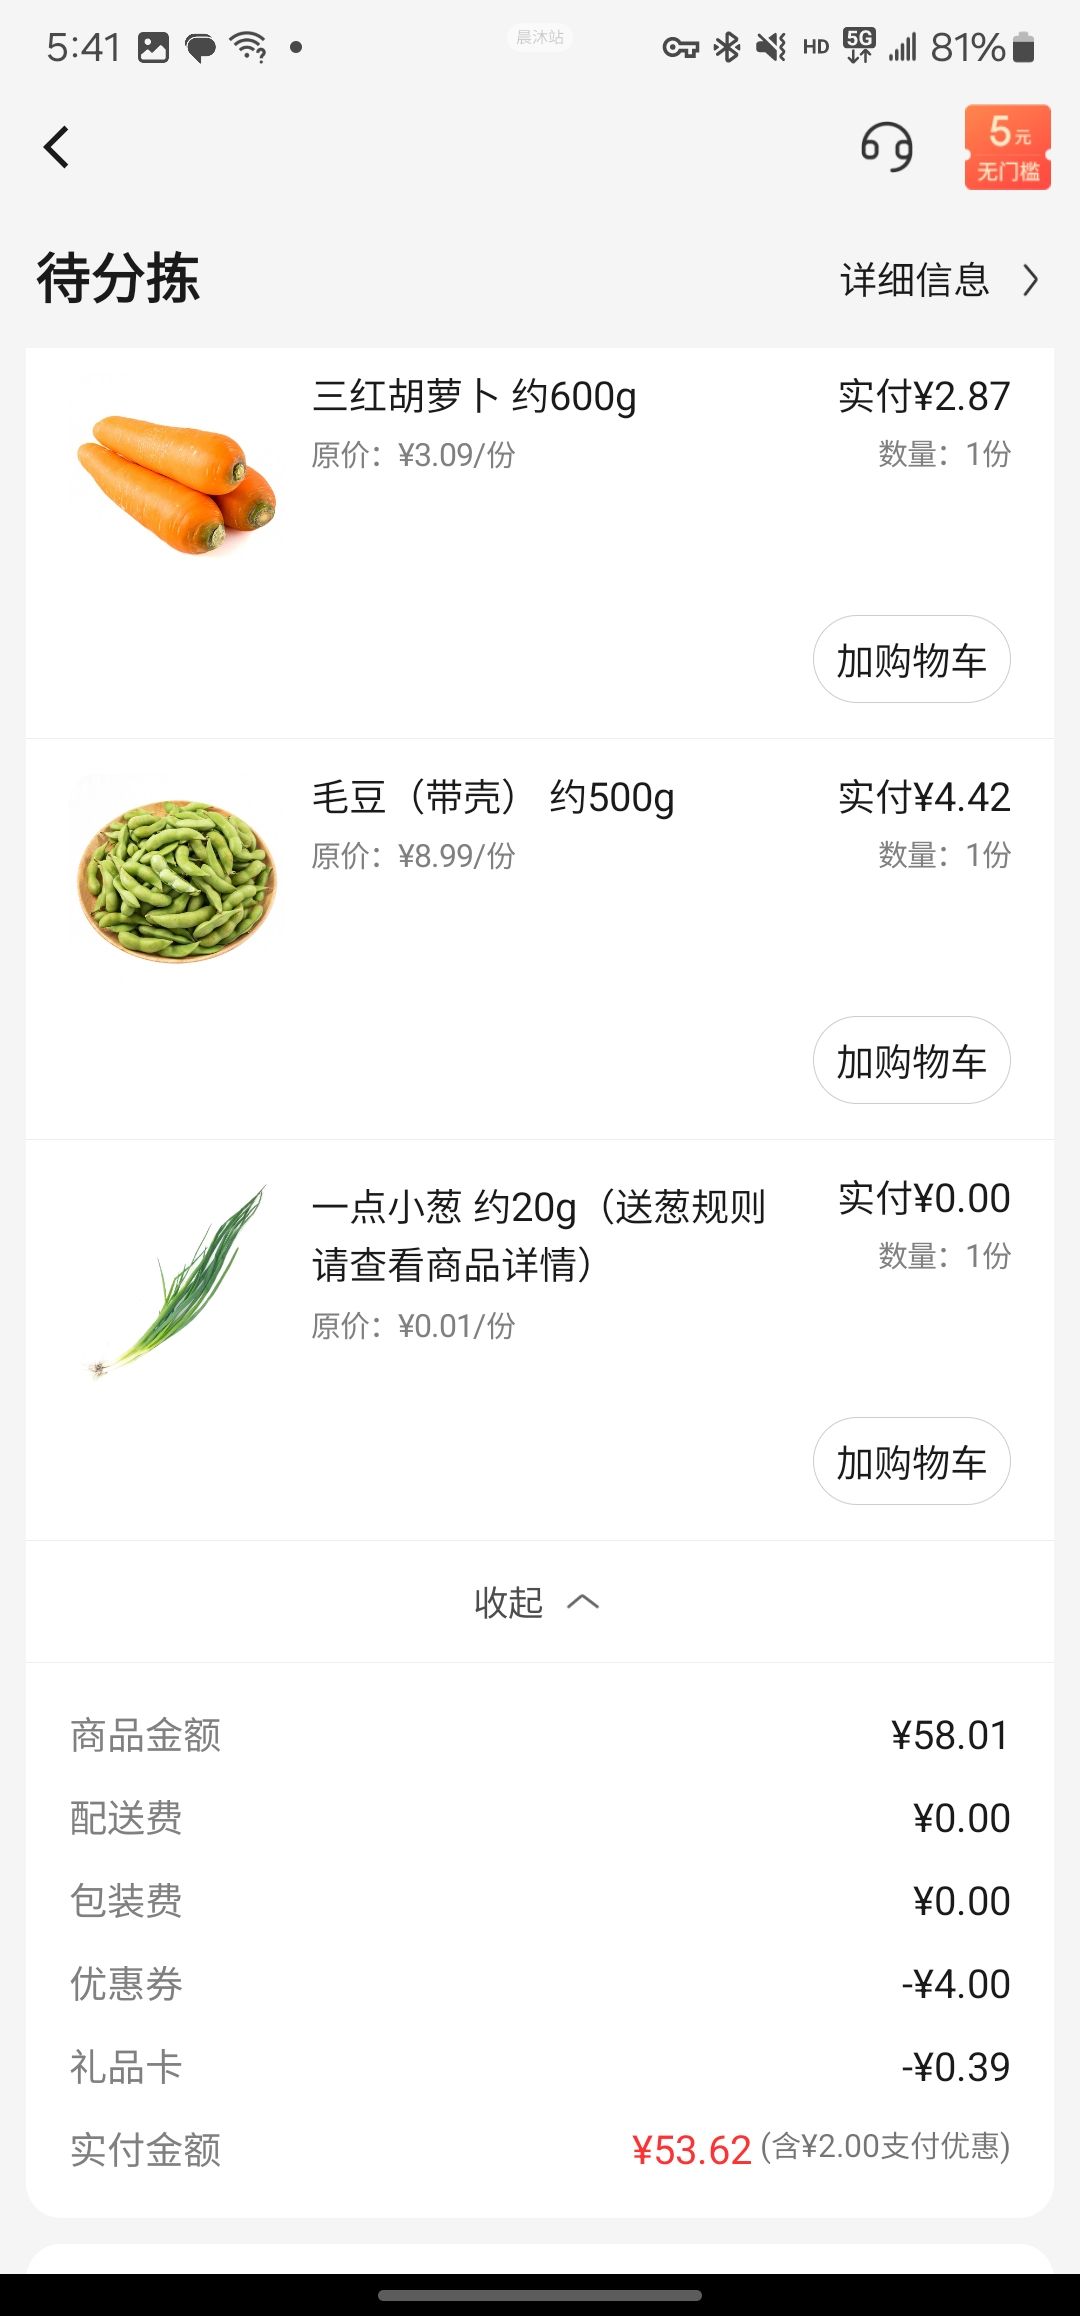 5:41
晨沐站
HD 5G 81%
5元
无门槛
待分拣
详细信息
三红胡萝卜 约600g
实付¥2.87
原价：¥3.09/份
数量：1份
加购物车
毛豆（带壳） 约500g
实付¥4.42
原价：¥8.99/份
数量：1份
加购物车
一点小葱 约20g（送葱规则
请查看商品详情）
实付¥0.00
数量：1份
原价：¥0.01/份
加购物车
收起
商品金额 ¥58.01
配送费 ¥0.00
包装费 ¥0.00
优惠券 -¥4.00
礼品卡 -¥0.39
实付金额 ¥53.62 (含¥2.00支付优惠)